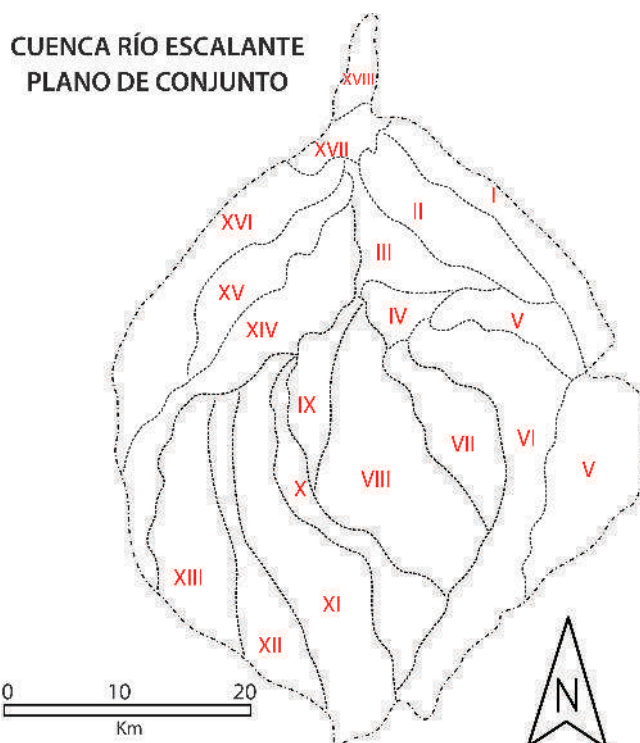 CUENCA RÍO ESCALANTE
PLANO DE CONJUNTO
XVIII
XVII
I
II
XVI
III
XV
IV
V
XIV
IX
VII
VI
V
VIII
X
XIII
XI
XII
0 10 20
Km
N